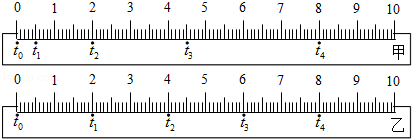 0 1 2 3 4 5 6 7 8 9 10
t₀ t₁ t₂ t₃ t₄ 甲
0 1 2 3 4 5 6 7 8 9 10
t₀ t₁ t₂ t₃ t₄ 乙